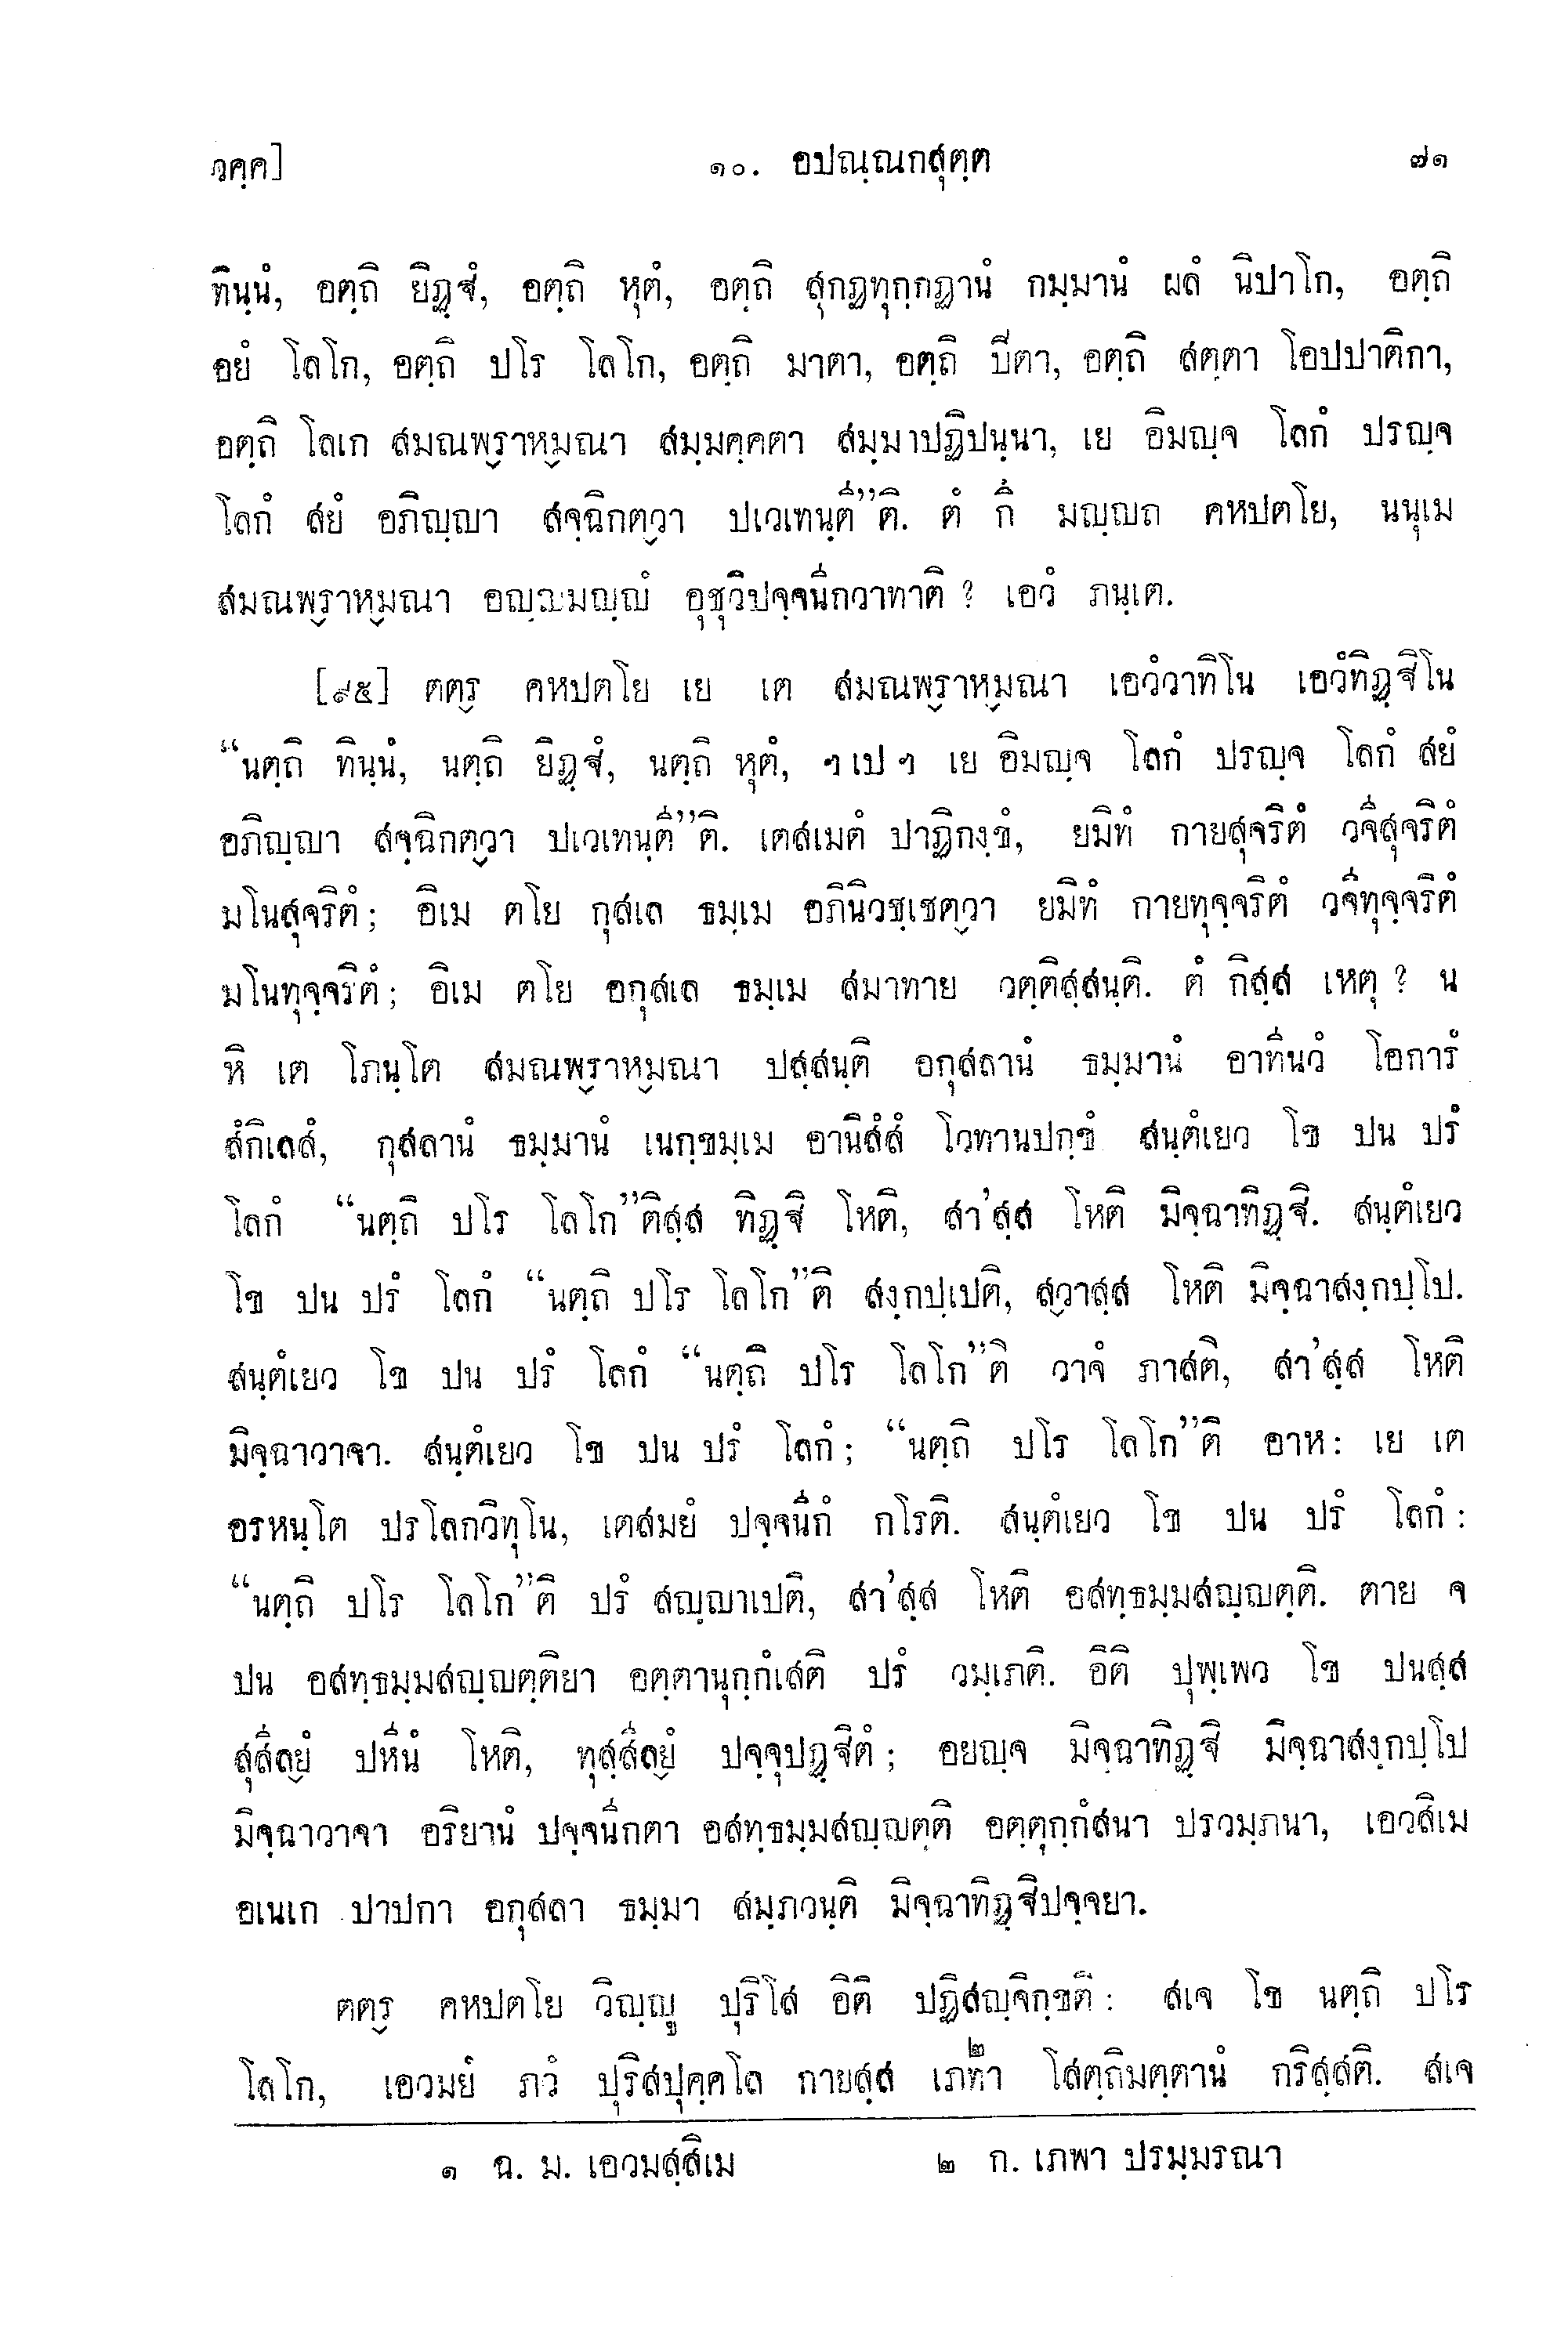 วคฺค]
๑๐. อปณฺณกสุตฺต
๗๑
ทินฺนํ, อตฺถิ ยิฏฺฐํ, อตฺถิ หุตํ, อตฺถิ สุกฏทุกฺกฏานํ กมฺมานํ ผลํ วิปาโก, อตฺถิ
อยํ โลโก, อตฺถิ ปโร โลโก, อตฺถิ มาตา, อตฺถิ ปิตา, อตฺถิ สตฺตา โอปปาติกา,
อตฺถิ โลเก สมณพฺราหฺมณา สมฺมคฺคตา สมฺมาปฏิปนฺนา, เย อิมญฺจ โลกํ ปรญฺจ
โลกํ สยํ อภิญฺญา สจฺฉิกตฺวา ปเวเทนฺตี”ติ. ตํ กึ มญฺญถ คหปตโย, นนุเม
สมณพฺราหฺมณา อญฺญมญฺญํ อุชุวิปจฺจนีกวาทาติ ? เอวํ ภนฺเต.
[๙๕] ตตฺร คหปตโย เย เต สมณพฺราหฺมณา เอวํวาทิโน เอวํทิฏฺฐิโน
“นตฺถิ ทินฺนํ, นตฺถิ ยิฏฺฐํ, นตฺถิ หุตํ, ฯเปฯ เย อิมญฺจ โลกํ ปรญฺจ โลกํ สยํ
อภิญฺญา สจฺฉิกตฺวา ปเวเทนฺตี”ติ. เตสเมตํ ปาฏิกงฺขํ, ยมิทํ กายสุจริตํ วจีสุจริตํ
มโนสุจริตํ; อิเม ตโย กุสเล ธมฺเม อภินิวชฺเชตฺวา ยมิทํ กายทุจฺจริตํ วจีทุจฺจริตํ
มโนทุจฺจริตํ; อิเม ตโย อกุสเล ธมฺเม สมาทาย วตฺติสฺสนฺติ. ตํ กิสฺส เหตุ ? น
หิ เต โภนฺโต สมณพฺราหฺมณา ปสฺสนฺติ อกุสลานํ ธมฺมานํ อาทีนวํ โอการํ
สํกิเลสํ, กุสลานํ ธมฺมานํ เนกฺขมฺเม อานิสํสํ โวทานปกฺขํ สนฺตํเยว โข ปน ปรํ
โลกํ “นตฺถิ ปโร โลโก”ติสฺส ทิฏฺฐิ โหติ, สา’สฺส โหติ มิจฺฉาทิฏฺฐิ. สนฺตํเยว
โข ปน ปรํ โลกํ “นตฺถิ ปโร โลโก”ติ สงฺกปฺเปติ, สฺวาสฺส โหติ มิจฺฉาสงฺกปฺโป.
สนฺตํเยว โข ปน ปรํ โลกํ “นตฺถิ ปโร โลโก”ติ วาจํ ภาสติ, สา’สฺส โหติ
มิจฺฉาวาจา. สนฺตํเยว โข ปน ปรํ โลกํ; “นตฺถิ ปโร โลโก”ติ อาห: เย เต
อรหนฺโต ปรโลกวิทุโน, เตสมยํ ปจฺจนีกํ กโรติ. สนฺตํเยว โข ปน ปรํ โลกํ:
“นตฺถิ ปโร โลโก”ติ ปรํ สญฺญาเปติ, สา’สฺส โหติ อสทฺธมฺมสญฺญตฺติ. ตาย จ
ปน อสทฺธมฺมสญฺญตฺติยา อตฺตานุกฺกํเสติ ปรํ วมฺเภติ. อิติ ปุพฺเพว โข ปนสฺส
สุสีลฺยํ ปหีนํ โหติ, ทุสฺสีลฺยํ ปจฺจุปฏฺฐิตํ; อยญฺจ มิจฺฉาทิฏฺฐิ มิจฺฉาสงฺกปฺโป
มิจฺฉาวาจา อริยานํ ปจฺจนีกตา อสทฺธมฺมสญฺญตฺติ อตฺตุกฺกํสนา ปรวมฺภนา, เอวสิเม
อเนเก ปาปกา อกุสลา ธมฺมา สมฺภวนฺติ มิจฺฉาทิฏฺฐิปจฺจยา.
ตตฺร คหปตโย วิญฺญู ปุริโส อิติ ปฏิสญฺจิกฺขติ: สเจ โข นตฺถิ ปโร
โลโก, เอวมยํ ภวํ ปุริสปุคฺคโล กายสฺส เภทา๒ โสตฺถิมตฺตานํ กริสฺสติ. สเจ
๑ ฉ. ม. เอวมสฺสิเม ๒ ก. เภพา ปรมฺมรณา